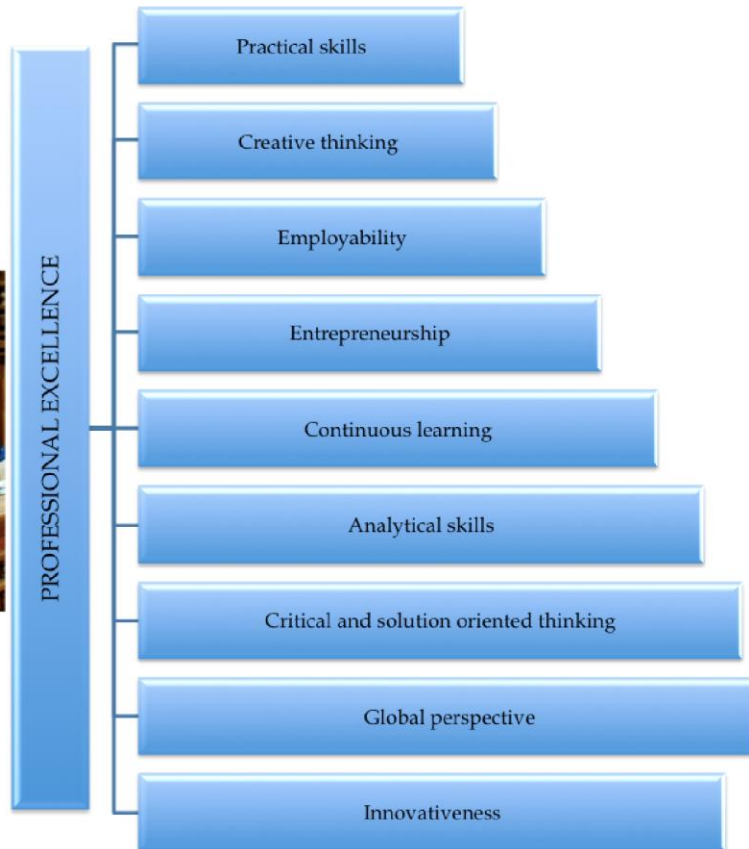 PROFESSIONAL EXCELLENCE
Practical skills
Creative thinking
Employability
Entrepreneurship
Continuous learning
Analytical skills
Critical and solution oriented thinking
Global perspective
Innovativeness